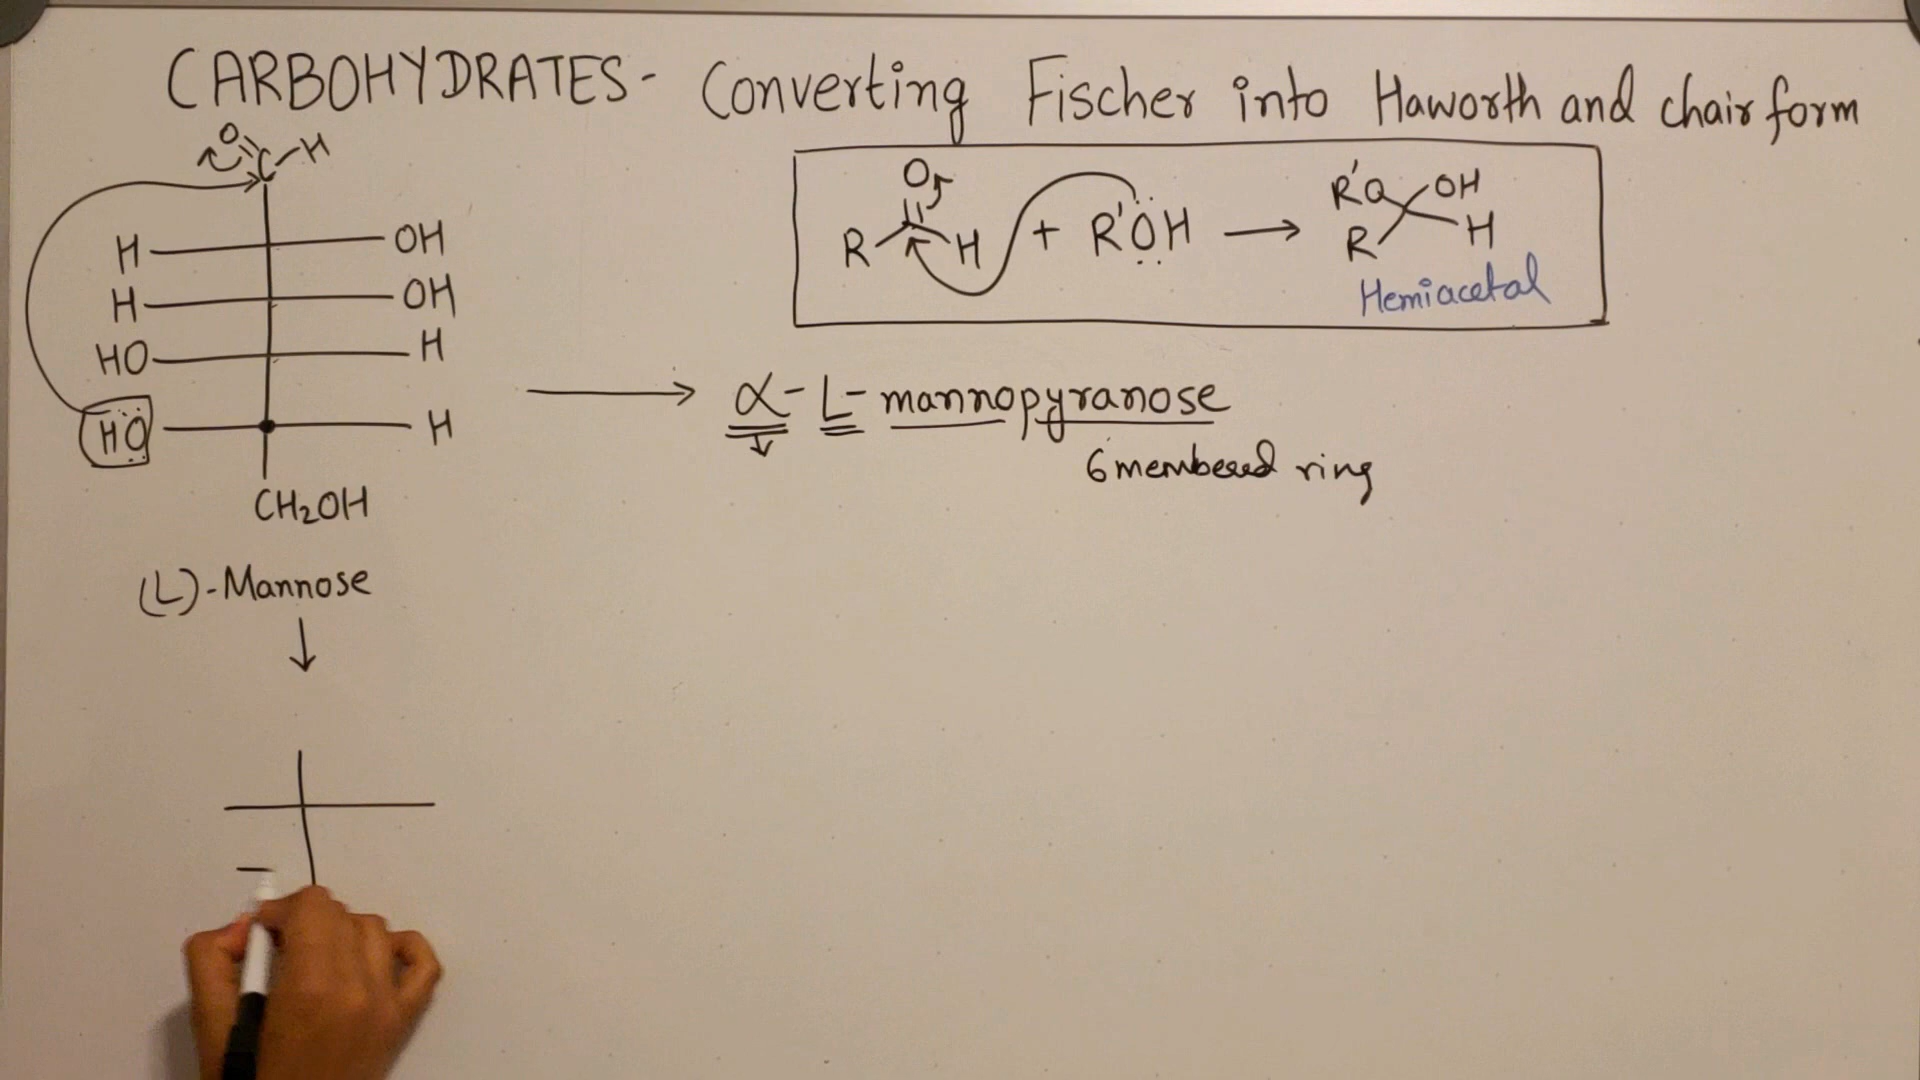 CARBOHYDRATES - Converting Fischer into Haworth and chair form
O
C-H
H OH
H OH
HO H
HO H
CH₂OH
(L)-Mannose
O
R H + R'ÖH → R'O OH
R H
Hemiacetal
→ α-L-mannopyranose
6 membered ring